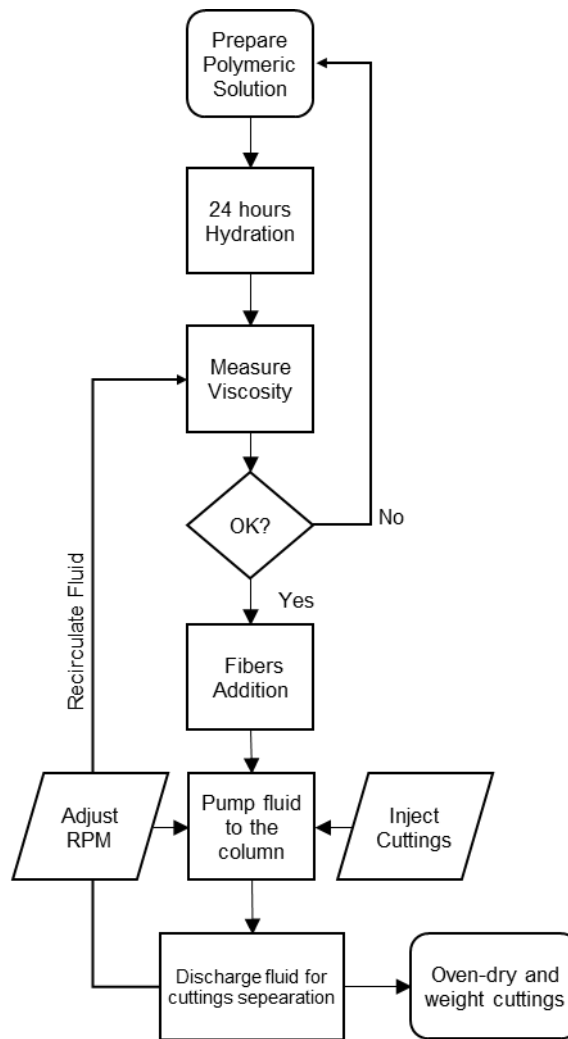 Prepare
Polymeric
Solution
24 hours
Hydration
Measure
Viscosity
OK?
No
Yes
Recirculate Fluid
Fibers
Addition
Adjust
RPM
Pump fluid
to the
column
Inject
Cuttings
Discharge fluid for
cuttings sepearation
Oven-dry and
weight cuttings